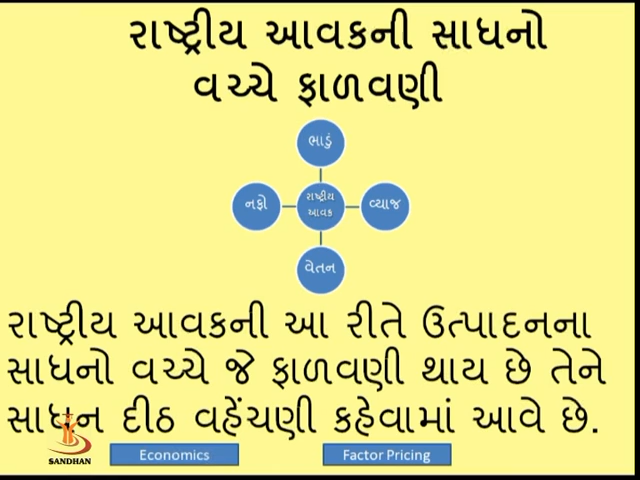 રાષ્ટ્રીય આવકની સાધનો
વચ્ચે ફાળવણી
ભાડું
નફો
રાષ્ટ્રીય
આવક
વ્યાજ
વેતન
રાષ્ટ્રીય આવકની આ રીતે ઉત્પાદનના
સાધનો વચ્ચે જે ફાળવણી થાય છે તેને
સાધન દીઠ વહેંચણી કહેવામાં આવે છે.
SANDHAN
Economics
Factor Pricing